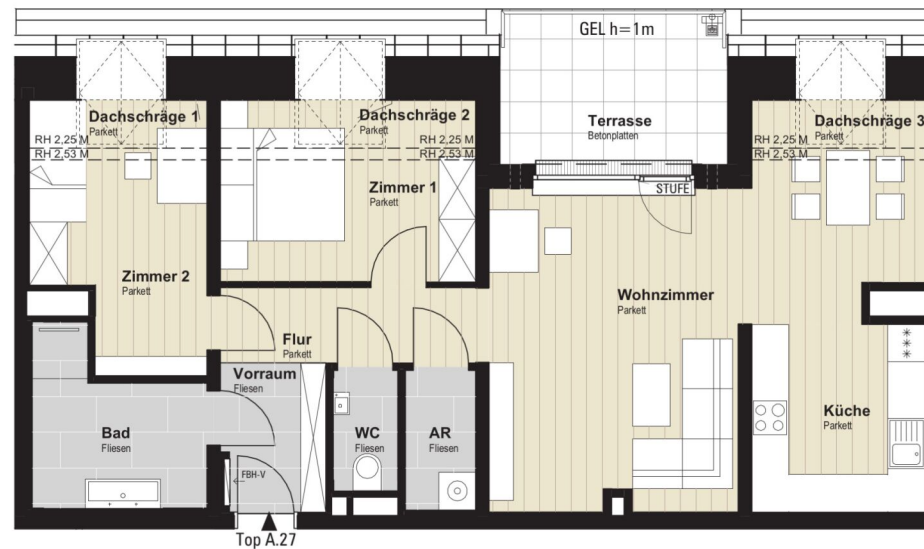 GEL h=1m
Dachschräge 1
Parkett
RH 2,25 M
RH 2,53 M
Dachschräge 2
Parkett
RH 2,25 M
RH 2,53 M
Terrasse
Betonplatten
Dachschräge 3
Parkett
RH 2,25 M
RH 2,53 M
STUFE
Zimmer 1
Parkett
Zimmer 2
Parkett
Wohnzimmer
Parkett
Flur
Parkett
Vorraum
Fliesen
Bad
Fliesen
WC
Fliesen
AR
Fliesen
Küche
Parkett
FBH-V
Top A.27